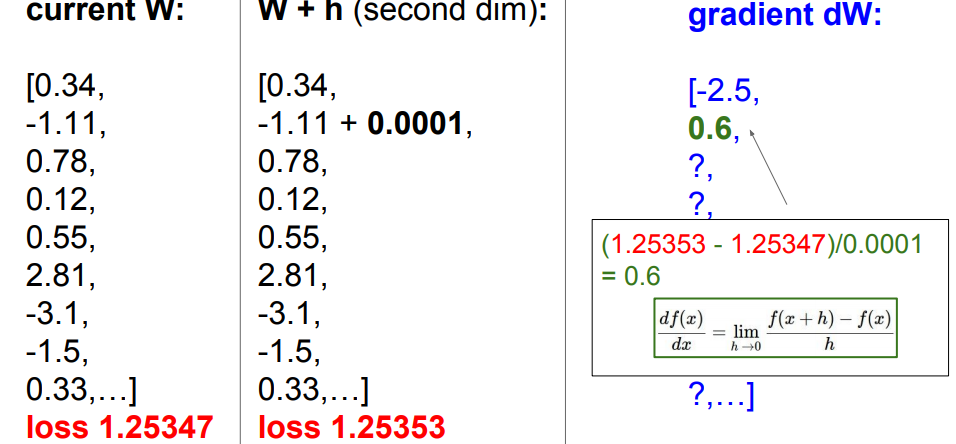 current W:
[0.34,
-1.11,
0.78,
0.12,
0.55,
2.81,
-3.1,
-1.5,
0.33,…]
loss 1.25347
W + h (second dim):
[0.34,
-1.11 + 0.0001,
0.78,
0.12,
0.55,
2.81,
-3.1,
-1.5,
0.33,…]
loss 1.25353
gradient dW:
[-2.5,
0.6,
?,
?,
(1.25353 - 1.25347)/0.0001
= 0.6
df(x)/dx = lim h→0 f(x + h) − f(x)/h
?,…]